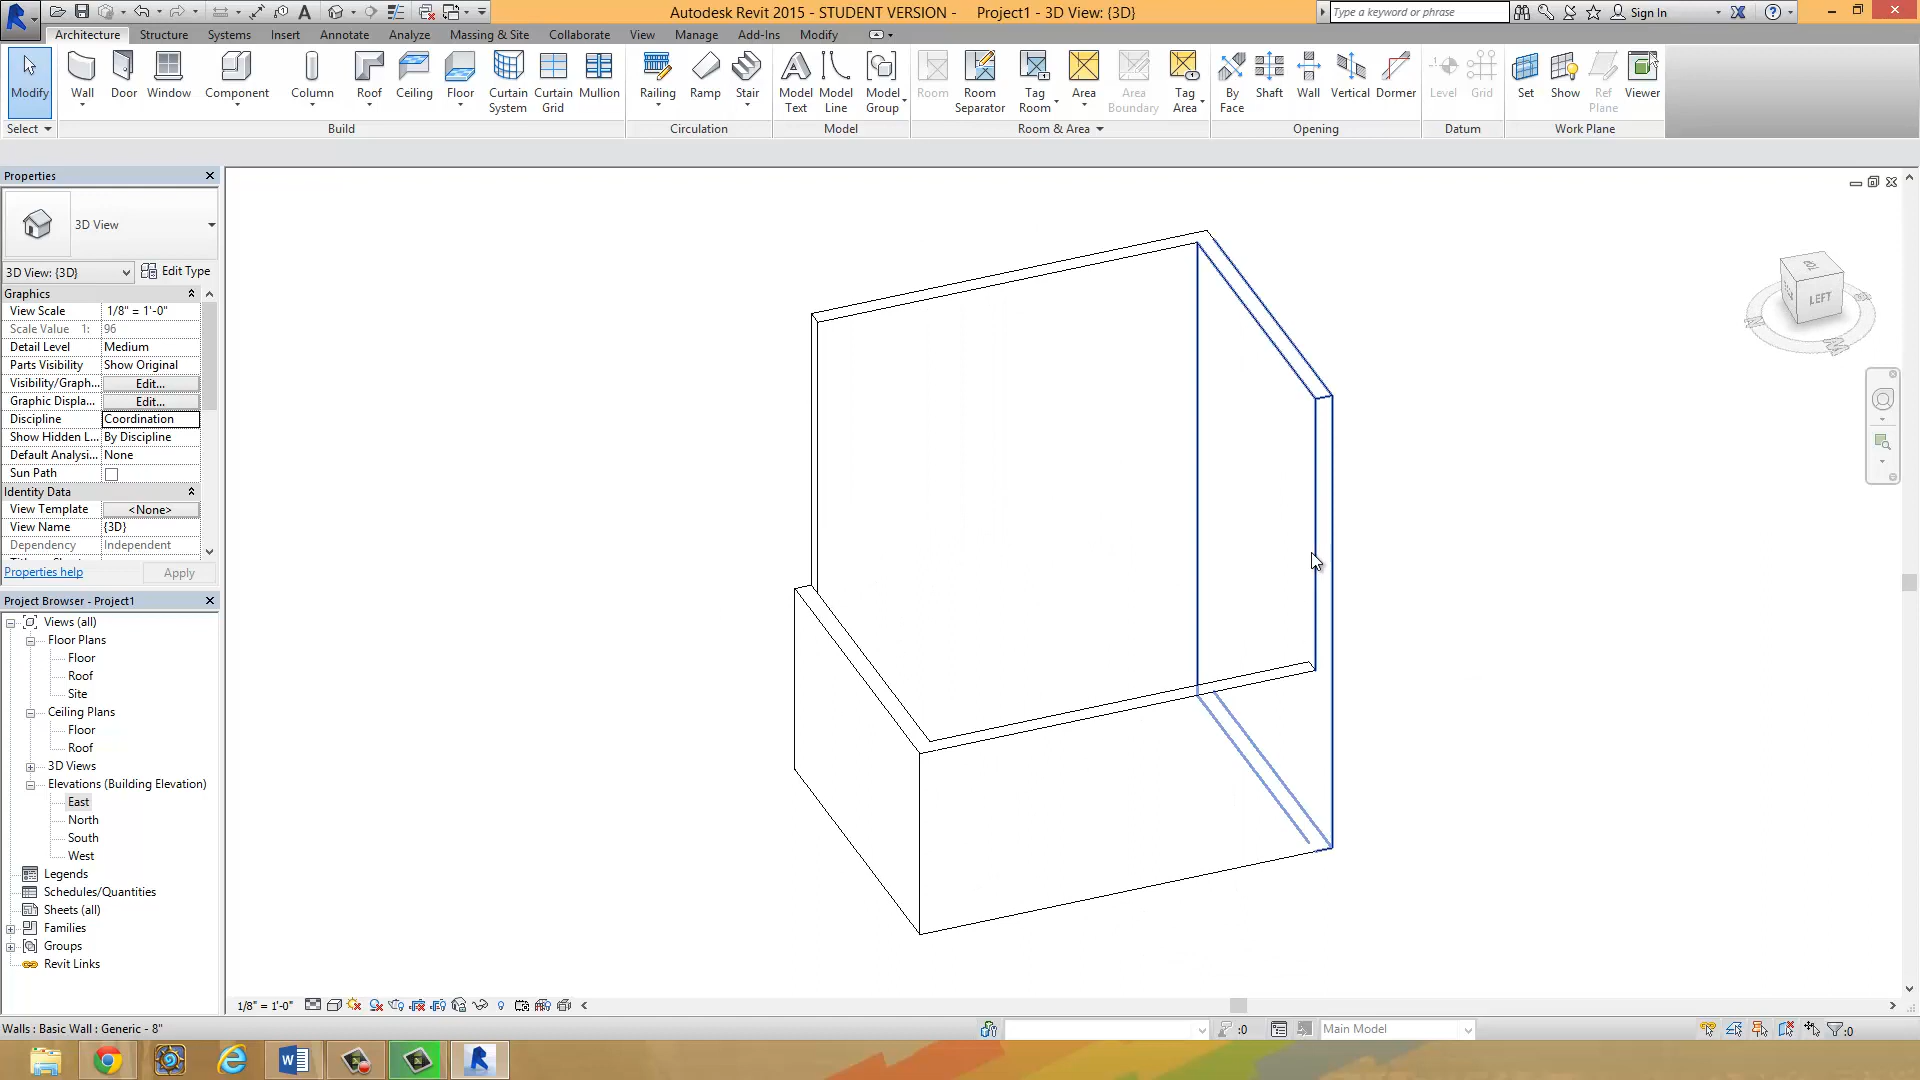 Autodesk Revit 2015 - STUDENT VERSION - Project1 - 3D View: {3D}
Type a keyword or phrase
Sign In
Architecture Structure Systems Insert Annotate Analyze Massing & Site Collaborate View Manage Add-Ins Modify
Modify Wall Door Window Component Column Roof Ceiling Floor Curtain System Curtain Grid Mullion Railing Ramp Stair Model Text Model Line Model Group Room Room Separator Tag Room Area Area Boundary Tag Area By Face Shaft Wall Vertical Dormer Level Grid Set Show Ref Plane Viewer
Select Build Circulation Model Room & Area Opening Datum Work Plane
Properties
3D View
3D View: {3D} Edit Type
Graphics
View Scale 1/8" = 1'-0"
Scale Value 1: 96
Detail Level Medium
Parts Visibility Show Original
Visibility/Graph... Edit...
Graphic Displa... Edit...
Discipline Coordination
Show Hidden L... By Discipline
Default Analysi... None
Sun Path
Identity Data
View Template <None>
View Name {3D}
Dependency Independent
Properties help Apply
Project Browser - Project1
Views (all)
Floor Plans
Floor
Roof
Site
Ceiling Plans
Floor
Roof
3D Views
Elevations (Building Elevation)
East
North
South
West
Legends
Schedules/Quantities
Sheets (all)
Families
Groups
Revit Links
LEFT
1/8" = 1'-0"
Walls : Basic Wall : Generic - 8"
:0
Main Model
:0